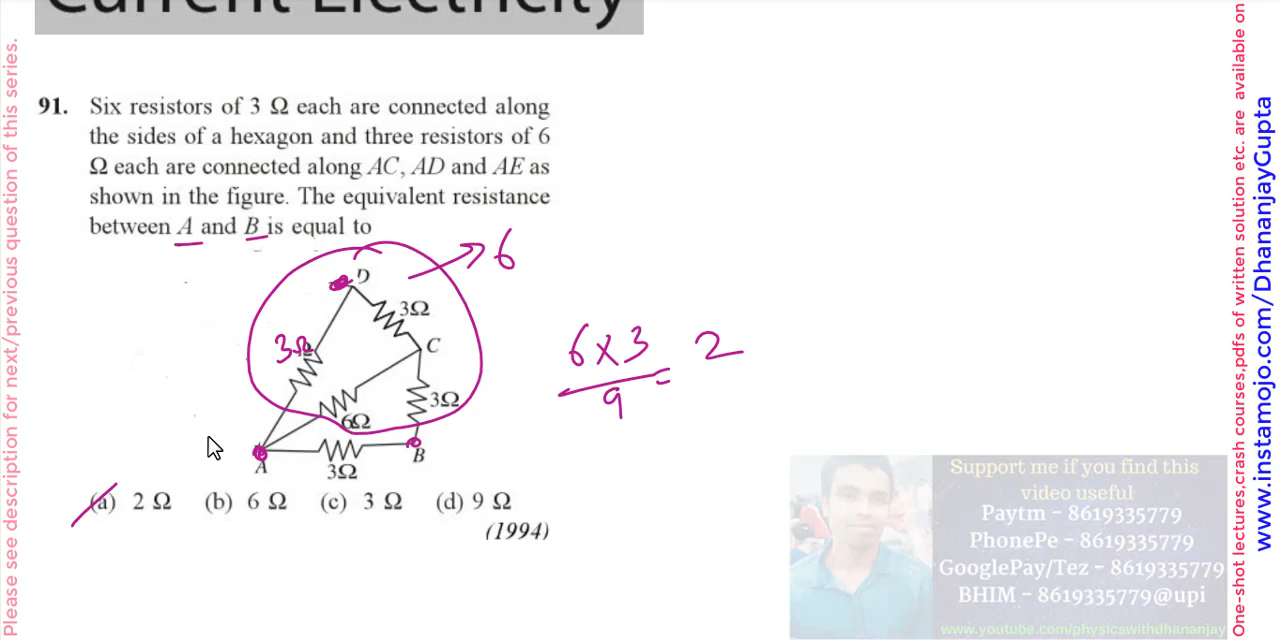 Current Electricity
91. Six resistors of 3 Ω each are connected along
the sides of a hexagon and three resistors of 6
Ω each are connected along AC, AD and AE as
shown in the figure. The equivalent resistance
between A and B is equal to
D
3Ω
3Ω
C
3Ω
6Ω
A
B
3Ω
→ 6
6 × 3
9
=
2
(a) 2 Ω (b) 6 Ω (c) 3 Ω (d) 9 Ω
(1994)
Support me if you find this
video useful
Paytm - 8619335779
PhonePe - 8619335779
GooglePay/Tez - 8619335779
BHIM - 8619335779@upi
www.youtube.com/physicswithdhananjay
Please see description for next/previous question of this series.
One-shot lectures,crash courses,pdfs of written solution etc. are available on
www.instamojo.com/DhananjayGupta